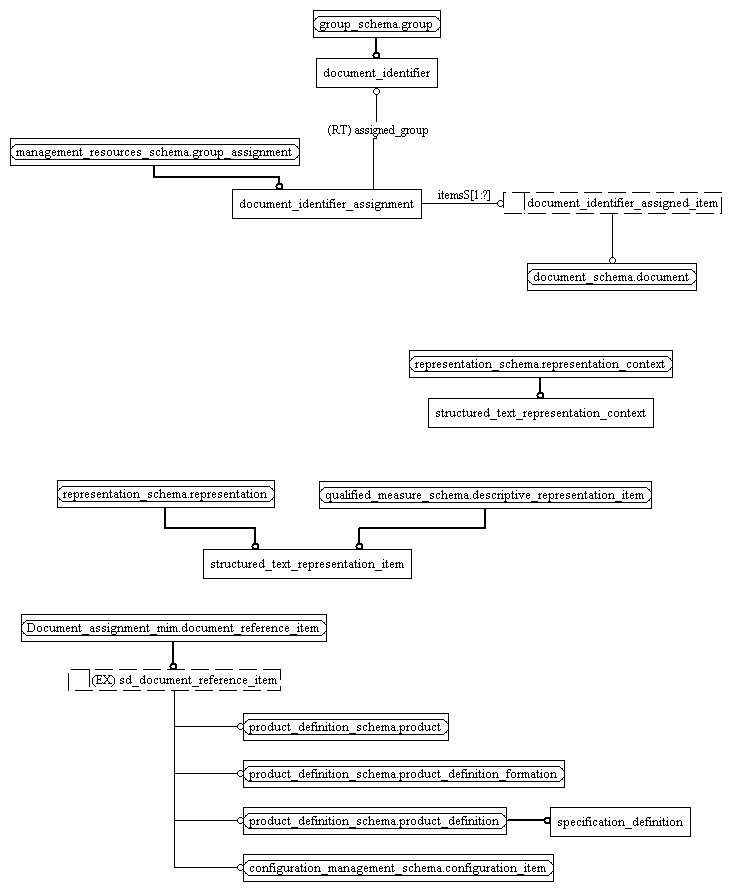 group_schema.group
document_identifier
(RT) assigned_group
management_resources_schema.group_assignment
document_identifier_assignment
itemsS[1:?]
document_identifier_assigned_item
document_schema.document
representation_schema.representation_context
structured_text_representation_context
representation_schema.representation
qualified_measure_schema.descriptive_representation_item
structured_text_representation_item
Document_assignment_mim.document_reference_item
(EX) sd_document_reference_item
product_definition_schema.product
product_definition_schema.product_definition_formation
product_definition_schema.product_definition
specification_definition
configuration_management_schema.configuration_item